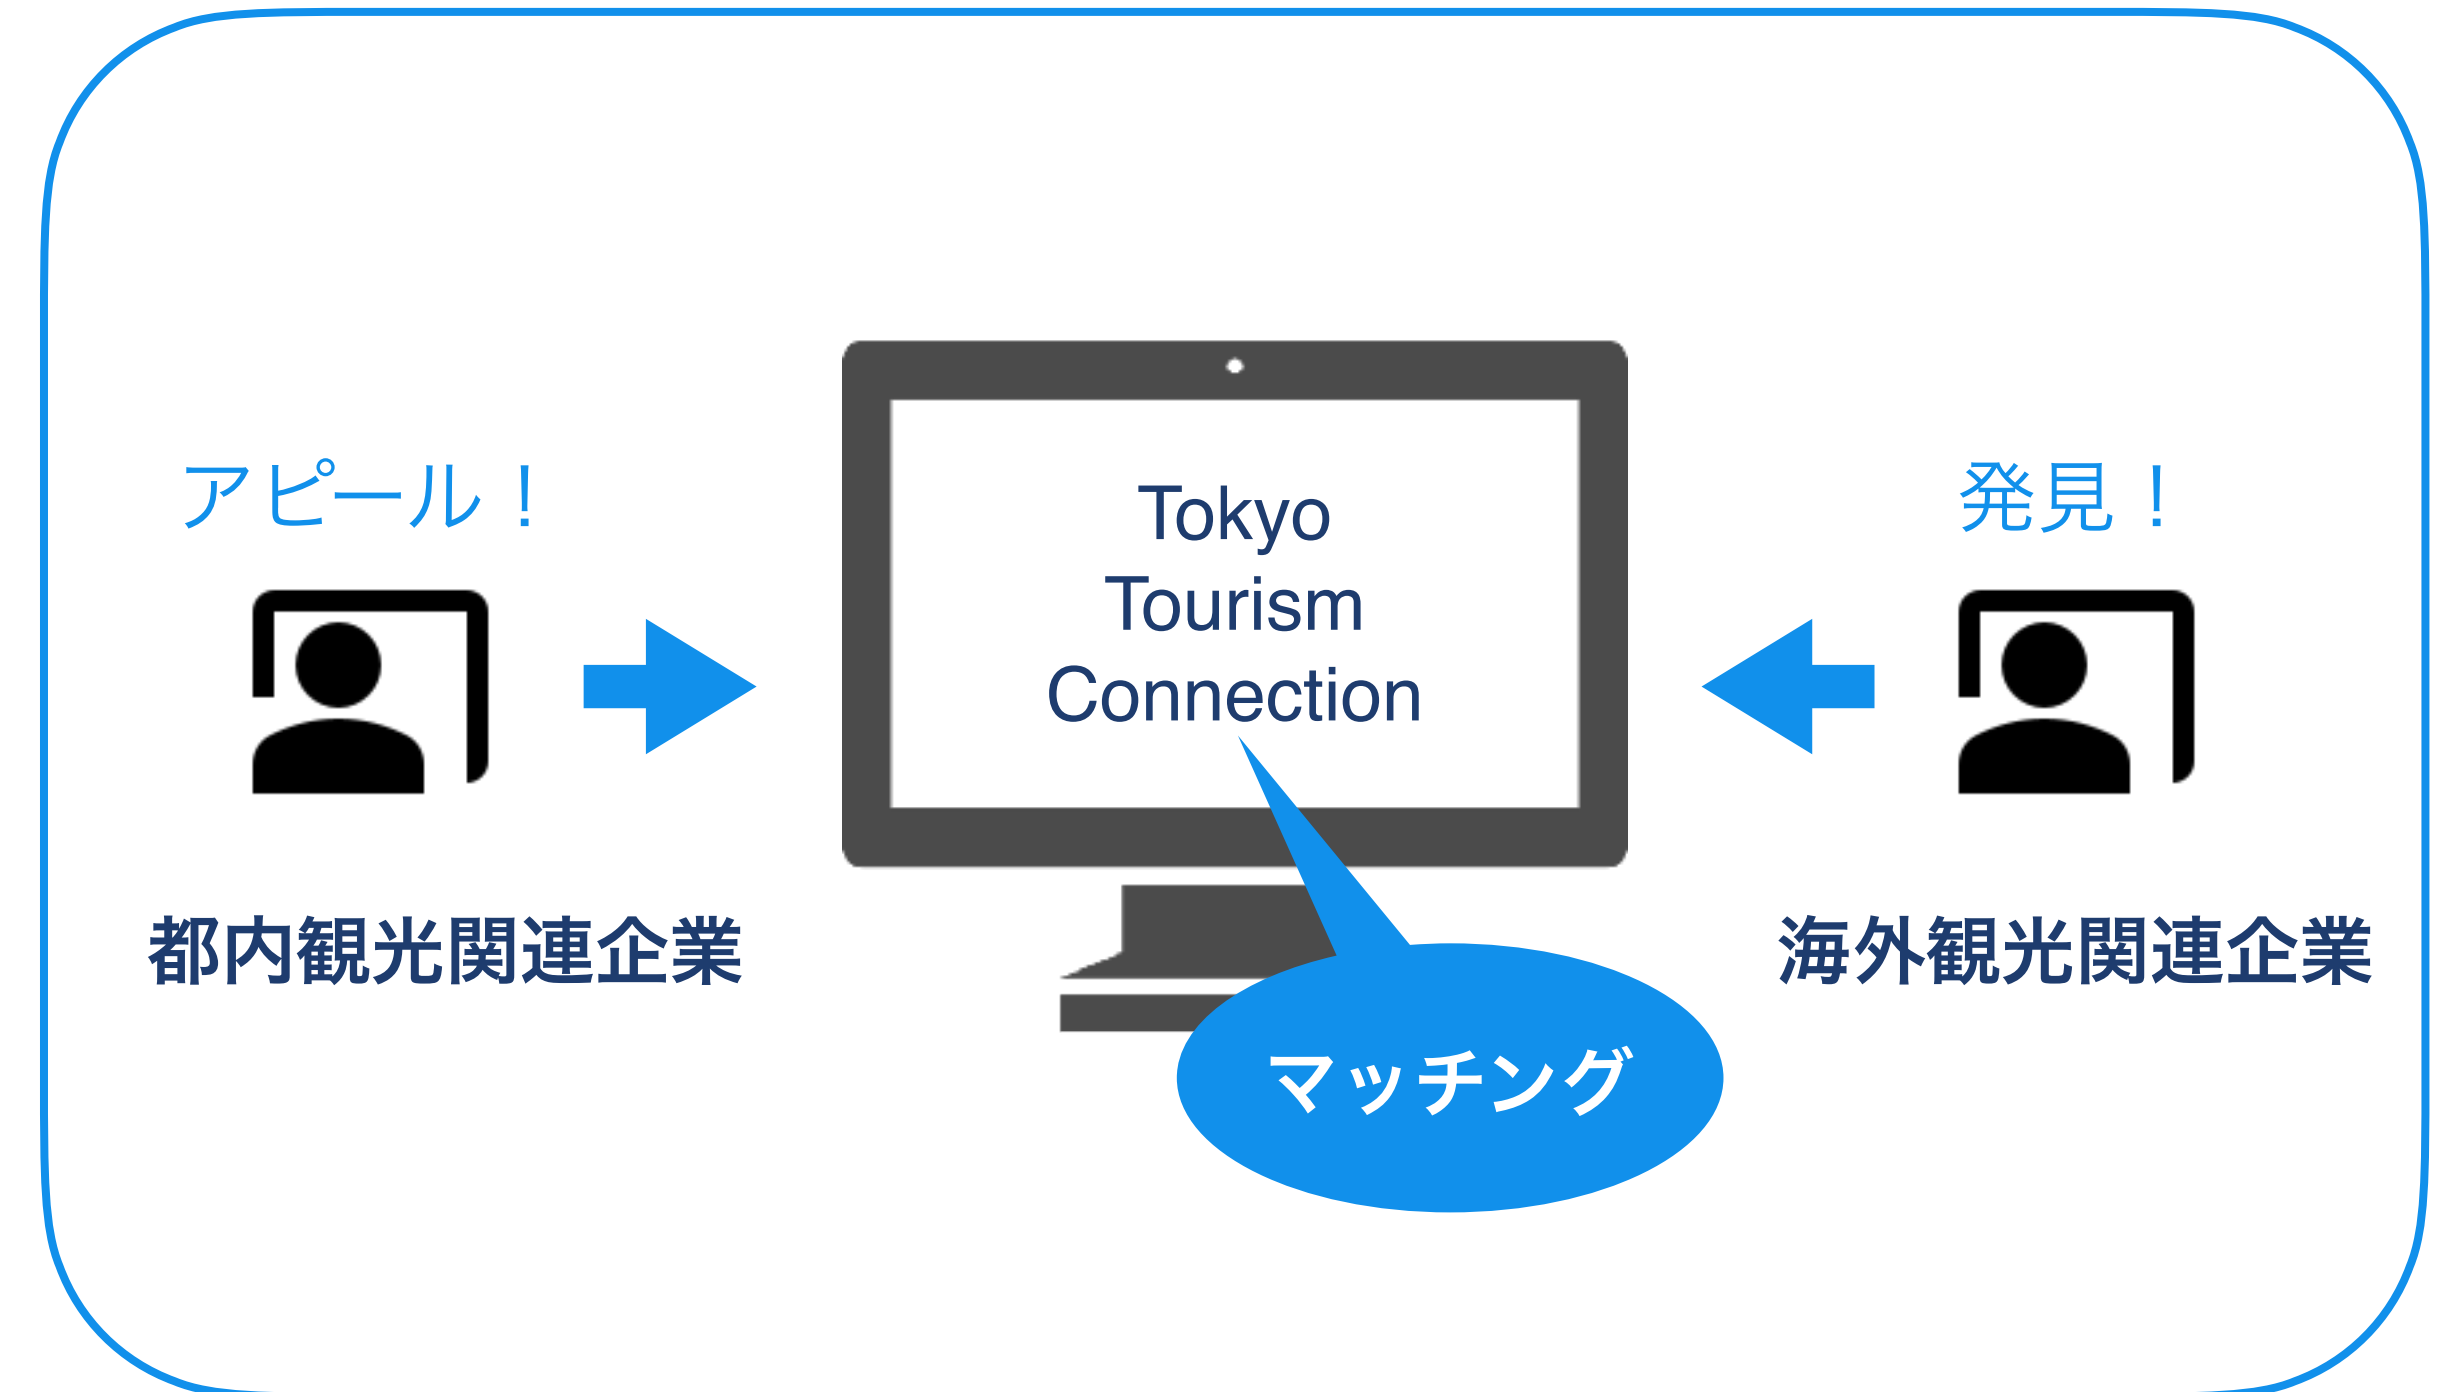 アピール！
発見！
Tokyo
Tourism
Connection
都内観光関連企業
海外観光関連企業
マッチング